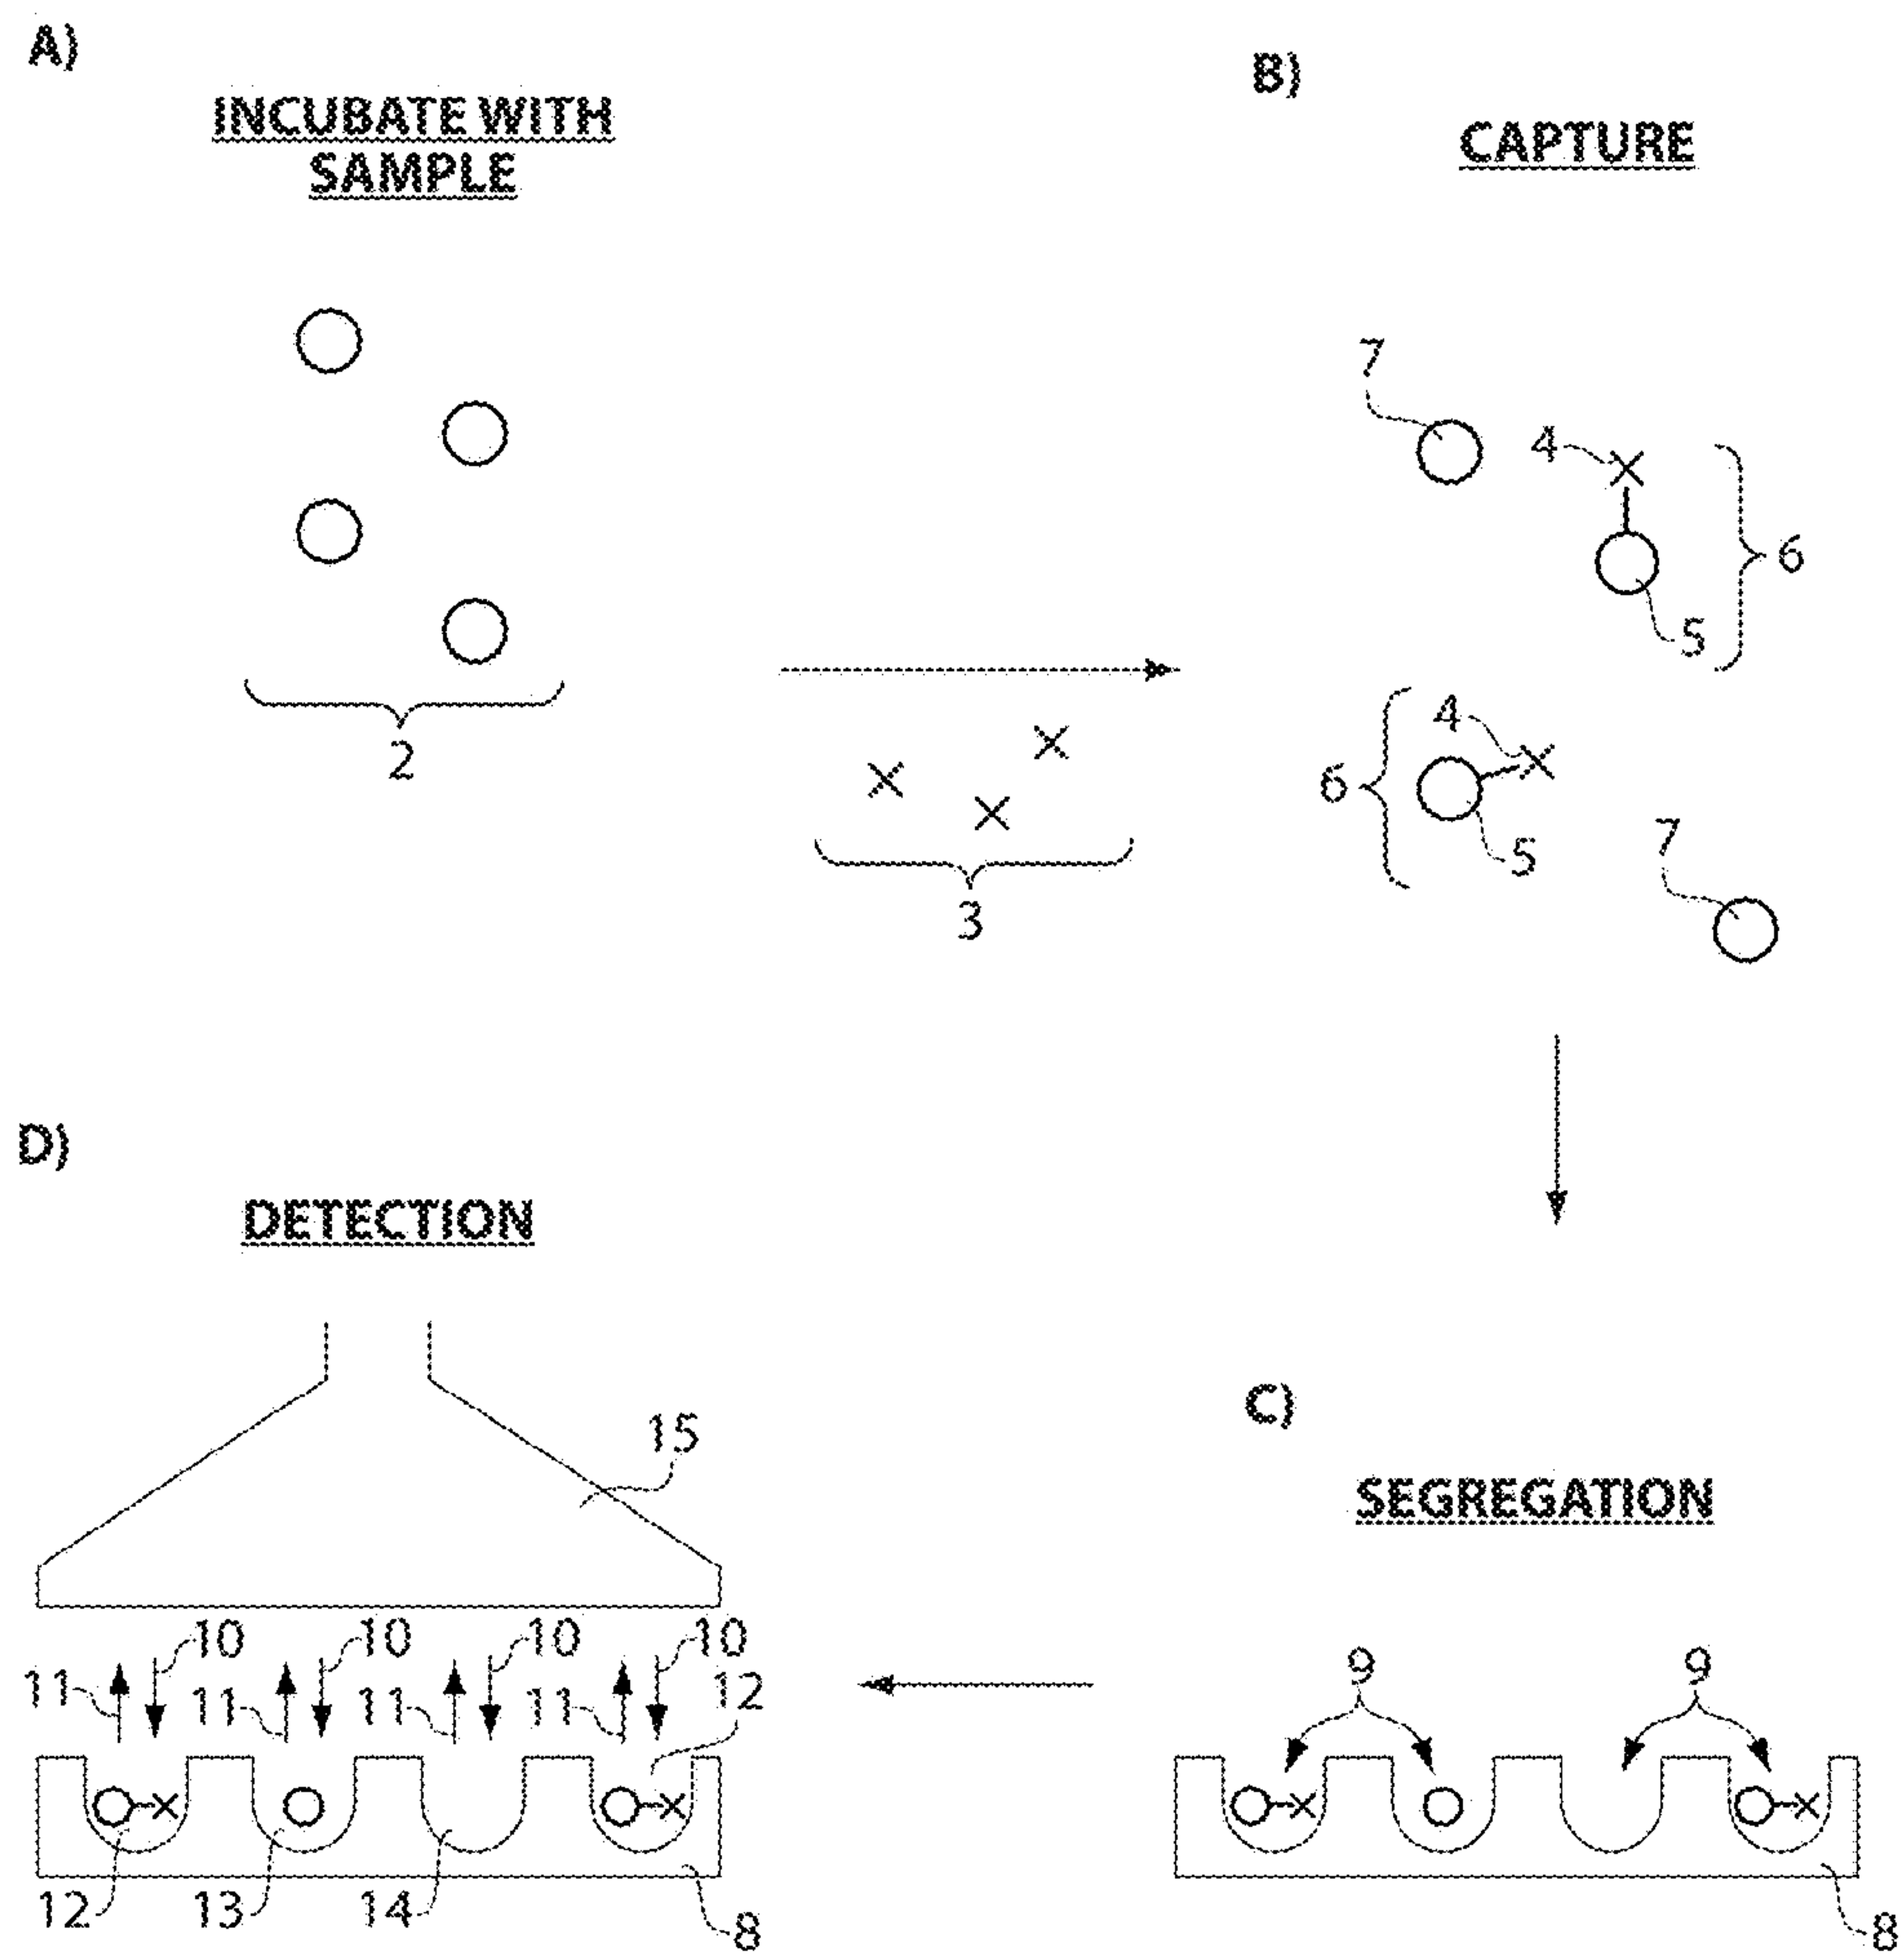 A)
INCUBATE WITH
SAMPLE
2
3
B)
CAPTURE
7
4
6
5
4
6
5
7
C)
SEGREGATION
9 9
8
D)
DETECTION
15
10 10 10 10
11 11 11 11 12
12 13 14 8